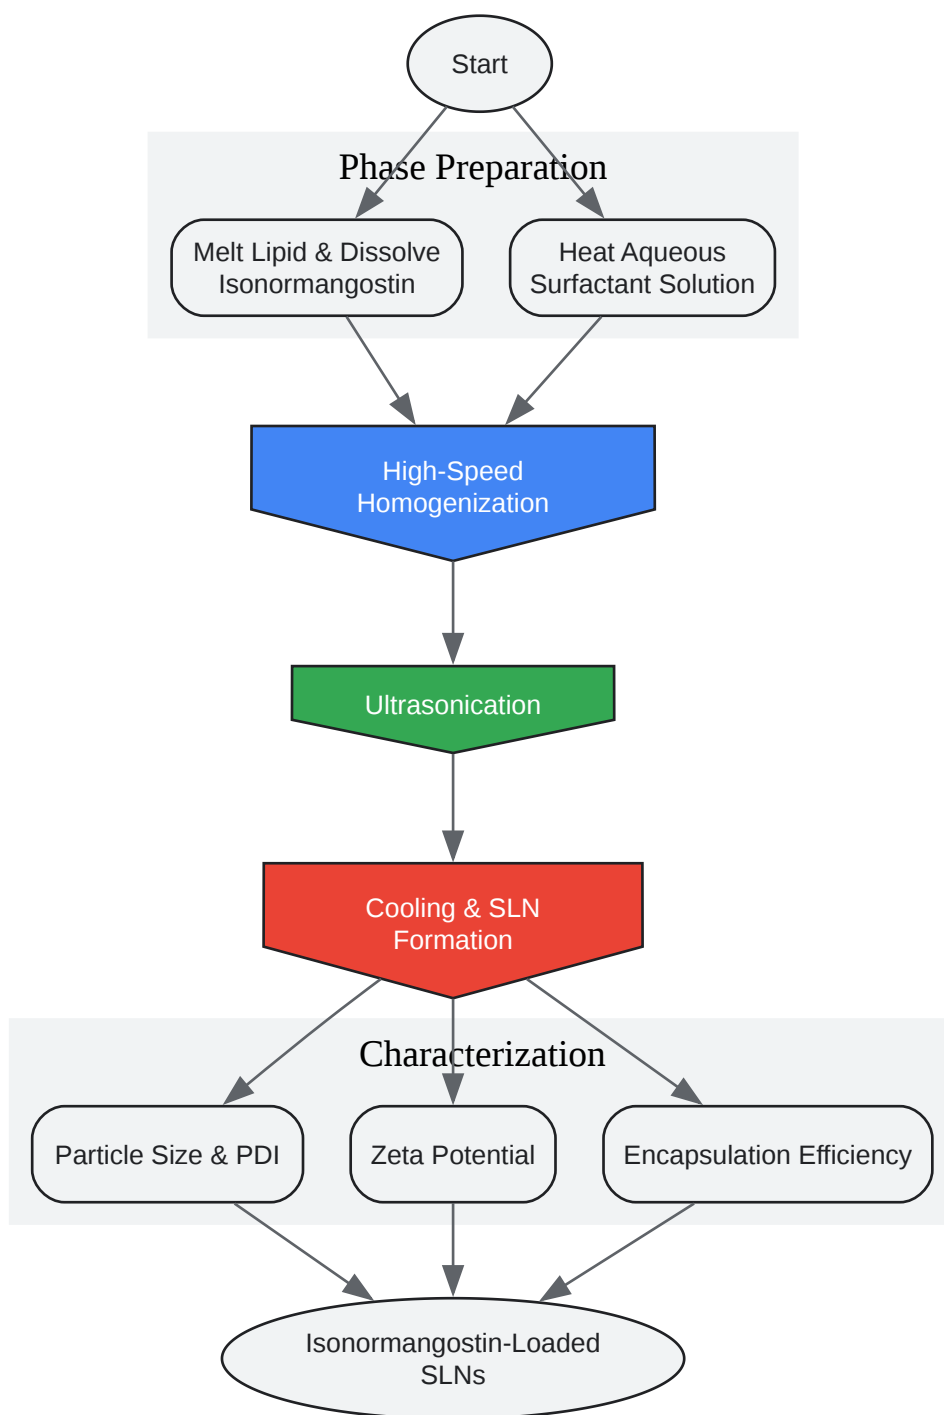 Start
Phase Preparation
Melt Lipid & Dissolve
Isonormangostin
Heat Aqueous
Surfactant Solution
High-Speed
Homogenization
Ultrasonication
Cooling & SLN
Formation
Characterization
Particle Size & PDI
Zeta Potential
Encapsulation Efficiency
Isonormangostin-Loaded
SLNs